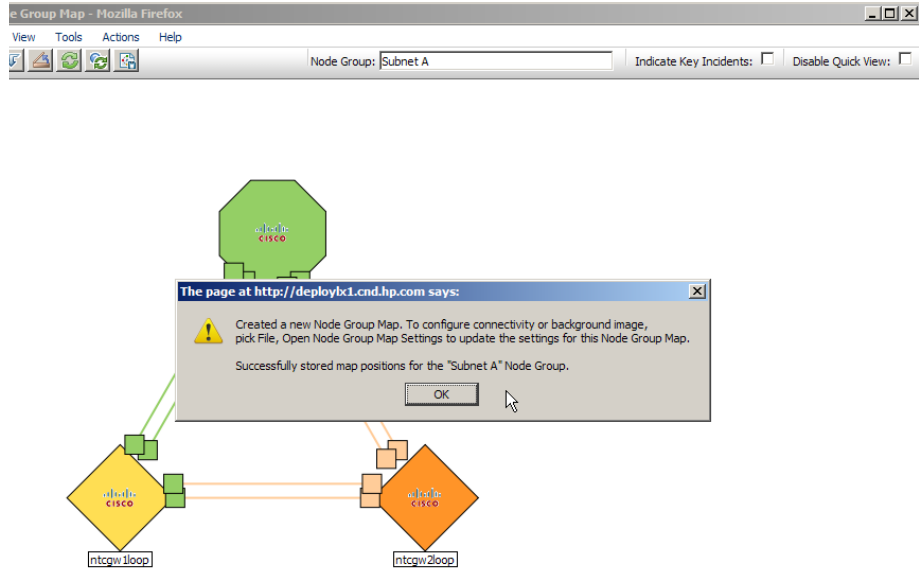 e Group Map - Mozilla Firefox
View Tools Actions Help
Node Group: Subnet A Indicate Key Incidents: Disable Quick View:
CISCO
The page at http://deploylx1.cnd.hp.com says:
Created a new Node Group Map. To configure connectivity or background image,
pick File, Open Node Group Map Settings to update the settings for this Node Group Map.
Successfully stored map positions for the "Subnet A" Node Group.
OK
CISCO
CISCO
ntcgw1loop
ntcgw2loop